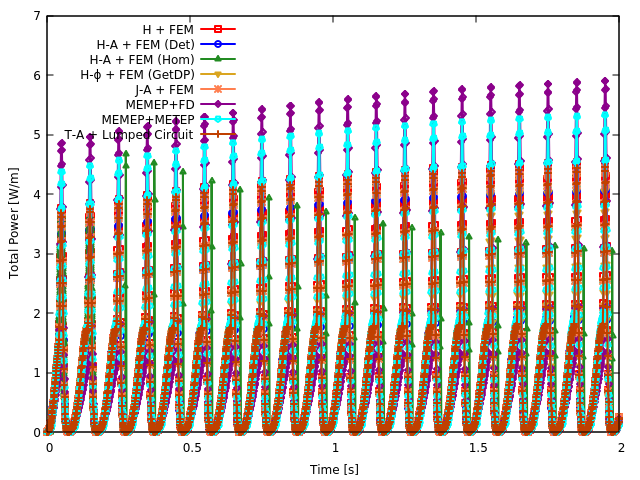 7
6
5
4
3
2
1
0
Total Power [W/m]
H + FEM
H-A + FEM (Det)
H-A + FEM (Hom)
H-ϕ + FEM (GetDP)
J-A + FEM
MEMEP+FD
MEMEP+METEP
T-A + Lumped Circuit
0 0.5 1 1.5 2
Time [s]